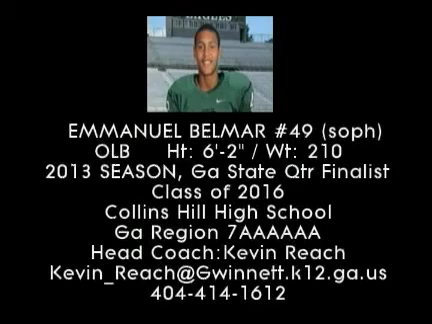 EAGLES
EMMANUEL BELMAR #49 (soph)
OLB Ht: 6'-2" / Wt: 210
2013 SEASON, Ga State Qtr Finalist
Class of 2016
Collins Hill High School
Ga Region 7AAAAAA
Head Coach:Kevin Reach
Kevin_Reach@Gwinnett.k12.ga.us
404-414-1612